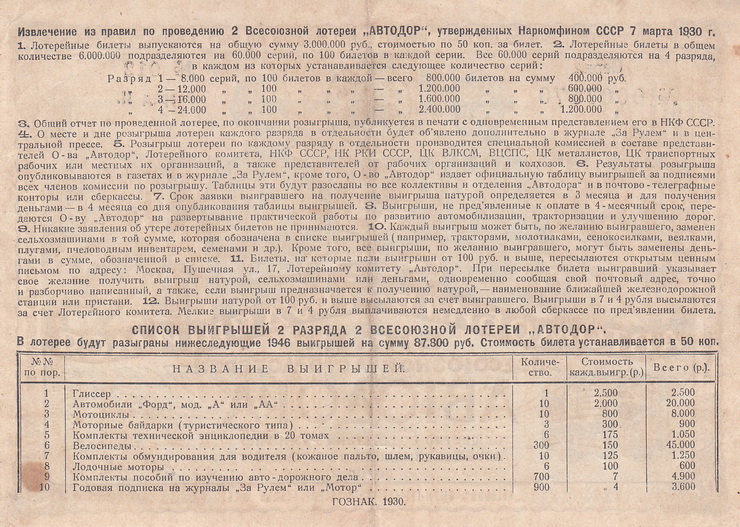 Извлечение из правил по проведению 2 Всесоюзной лотереи „АВТОДОР“, утвержденных Наркомфином СССР 7 марта 1930 г.
1. Лотерейные билеты выпускаются на общую сумму 3.000.000 руб., стоимостью по 50 коп. за билет. 2. Лотерейные билеты в общем
количестве 6.000.000 подразделяются на 60.000 серий, по 100 билетов в каждой серии. Все 60.000 серий подразделяются на 4 разряда,
в каждом из которых устанавливается следующее количество серий:
Разряд 1— 8.000 серий, по 100 билетов в каждой—всего 800.000 билетов на сумму 400.000 руб.
„ 2—12.000 „ „ 100 „ „ „ — „ 1.200.000 „ „ „ 600.000 „
„ 3—16.000 „ „ 100 „ „ „ — „ 1.600.000 „ „ „ 800.000 „
„ 4—24.000 „ „ 100 „ „ „ — „ 2.400.000 „ „ „ 1.200.000 „
3. Общий отчет по проведенной лотерее, по окончании розыгрыша, публикуется в печати с одновременным представлением его в НКФ СССР.
4. О месте и дне розыгрыша лотереи каждого разряда в отдельности будет об'явлено дополнительно в журнале „За Рулем“ и в цен-
тральной прессе. 5. Розыгрыш лотереи по каждому разряду в отдельности производится специальной комиссией в составе представи-
телей О-ва „Автодор“, Лотерейного комитета, НКФ СССР, НК РКИ СССР, ЦК ВЛКСМ, ВЦСПС, ЦК металлистов, ЦК транспортных
рабочих или местных их организаций, а также представителей от рабочих организаций и колхозов. 6. Результаты розыгрыша
опубликовываются в газетах и в журнале „За Рулем“, кроме того, О-во „Автодор“ издает официальную таблицу выигрышей за подписями
всех членов комиссии по розыгрышу. Таблицы эти будут разосланы во все коллективы и отделения „Автодора“ и в почтово-телеграфные
конторы или сберкассы. 7. Срок заявки выигравшего на получение выигрыша натурой определяется в 3 месяца и для получения
деньгами — в 4 месяца со дня опубликования таблицы выигрышей. 8. Выигрыши, не пред'явленные к оплате в 4-месячный срок, пере-
даются О-ву „Автодор“ на развертывание практической работы по развитию автомобилизации, тракторизации и улучшению дорог.
9. Никакие заявления об утере лотерейных билетов не принимаются. 10. Каждый выигрыш может быть, по желанию выигравшего, заменен
сельхозмашинами в той сумме, которая обозначена в списке выигрышей (например, тракторами, молотилками, сенокосилками, веялками,
плугами, пчеловодным инвентарем, семенами и др.). Кроме того, все выигрыши, по желанию выигравшего, могут быть заменены день-
гами в сумме, обозначенной в списке. 11. Билеты, на которые пали выигрыши от 100 руб. и выше, пересылаются открытым ценным
письмом по адресу: Москва, Пушечная ул., 17, Лотерейному комитету „Автодор“. При пересылке билета выигравший указывает
свое желание получить выигрыш натурой, сельхозмашинами или деньгами, одновременно сообщая свой почтовый адрес, точно
и разборчиво написанный, а также, если выигрыш предназначается к получению натурой,— наименование ближайшей железнодорожной
станции или пристани. 12. Выигрыши натурой от 100 руб. и выше высылаются за счет выигравшего. Выигрыши в 7 и 4 рубля высылаются
за счет Лотерейного комитета. Мелкие выигрыши в 7 и 4 рубля выплачиваются немедленно в любой сберкассе по пред'явлении билета.
СПИСОК ВЫИГРЫШЕЙ 2 РАЗРЯДА 2 ВСЕСОЮЗНОЙ ЛОТЕРЕИ „АВТОДОР“.
В лотерее будут разыграны нижеследующие 1946 выигрышей на сумму 87.300 руб. Стоимость билета устанавливается в 50 коп.
№№ по пор. НАЗВАНИЕ ВЫИГРЫШЕЙ. Количе-ство. Стоимость кажд.выигр.(р.) Всего (р.).
1 Глиссер 1 2.500 2.500
2 Автомобили „Форд“, мод. „А“ или „АА“ 10 2.000 20.000
3 Мотоциклы 10 800 8.000
4 Моторные байдарки (туристического типа) 3 300 900
5 Комплекты технической энциклопедии в 20 томах 6 175 1.050
6 Велосипеды 300 150 45.000
7 Комплекты обмундирования для водителя (кожаное пальто, шлем, рукавицы, очки) 10 125 1.250
8 Лодочные моторы 6 100 600
9 Комплекты пособий по изучению авто-дорожного дела 700 7 4.900
10 Годовая подписка на журналы „За Рулем“ или „Мотор“ 900 4 3.600
ГОЗНАК. 1930.